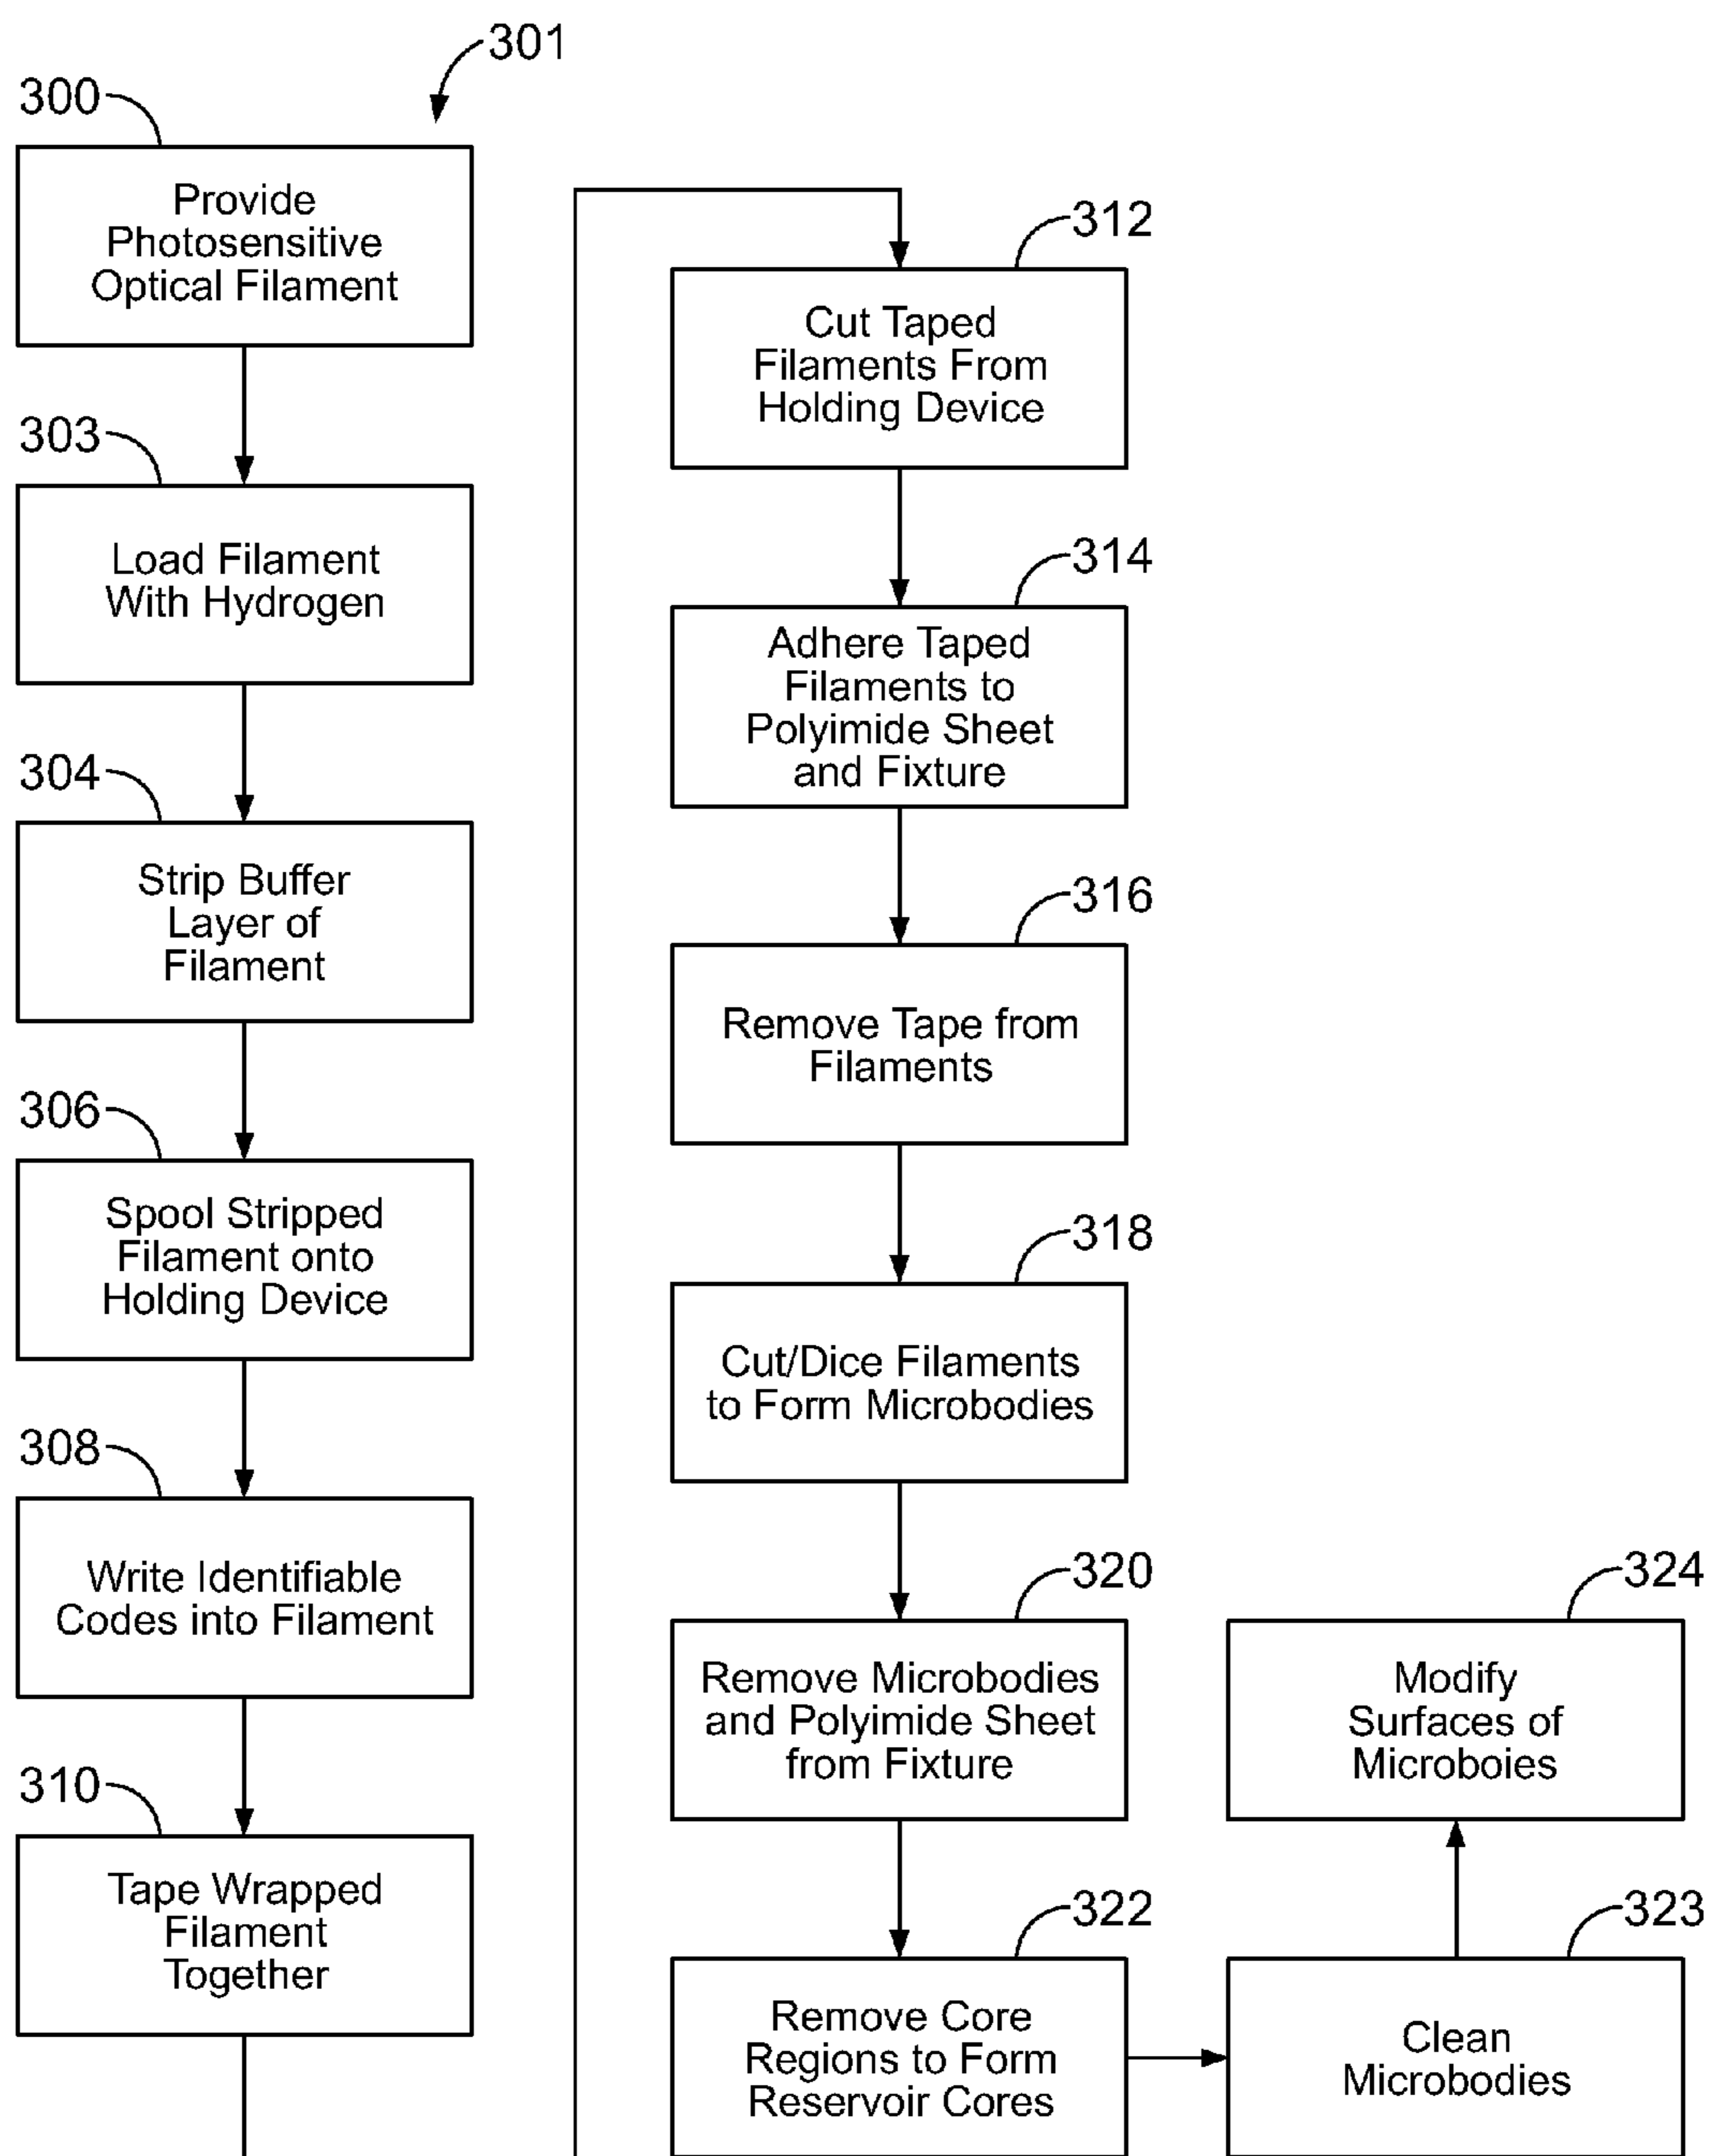 301
300
Provide
Photosensitive
Optical Filament
303
Load Filament
With Hydrogen
304
Strip Buffer
Layer of
Filament
306
Spool Stripped
Filament onto
Holding Device
308
Write Identifiable
Codes into Filament
310
Tape Wrapped
Filament
Together
312
Cut Taped
Filaments From
Holding Device
314
Adhere Taped
Filaments to
Polyimide Sheet
and Fixture
316
Remove Tape from
Filaments
318
Cut/Dice Filaments
to Form Microbodies
320
Remove Microbodies
and Polyimide Sheet
from Fixture
322
Remove Core
Regions to Form
Reservoir Cores
323
Clean
Microbodies
324
Modify
Surfaces of
Microboies